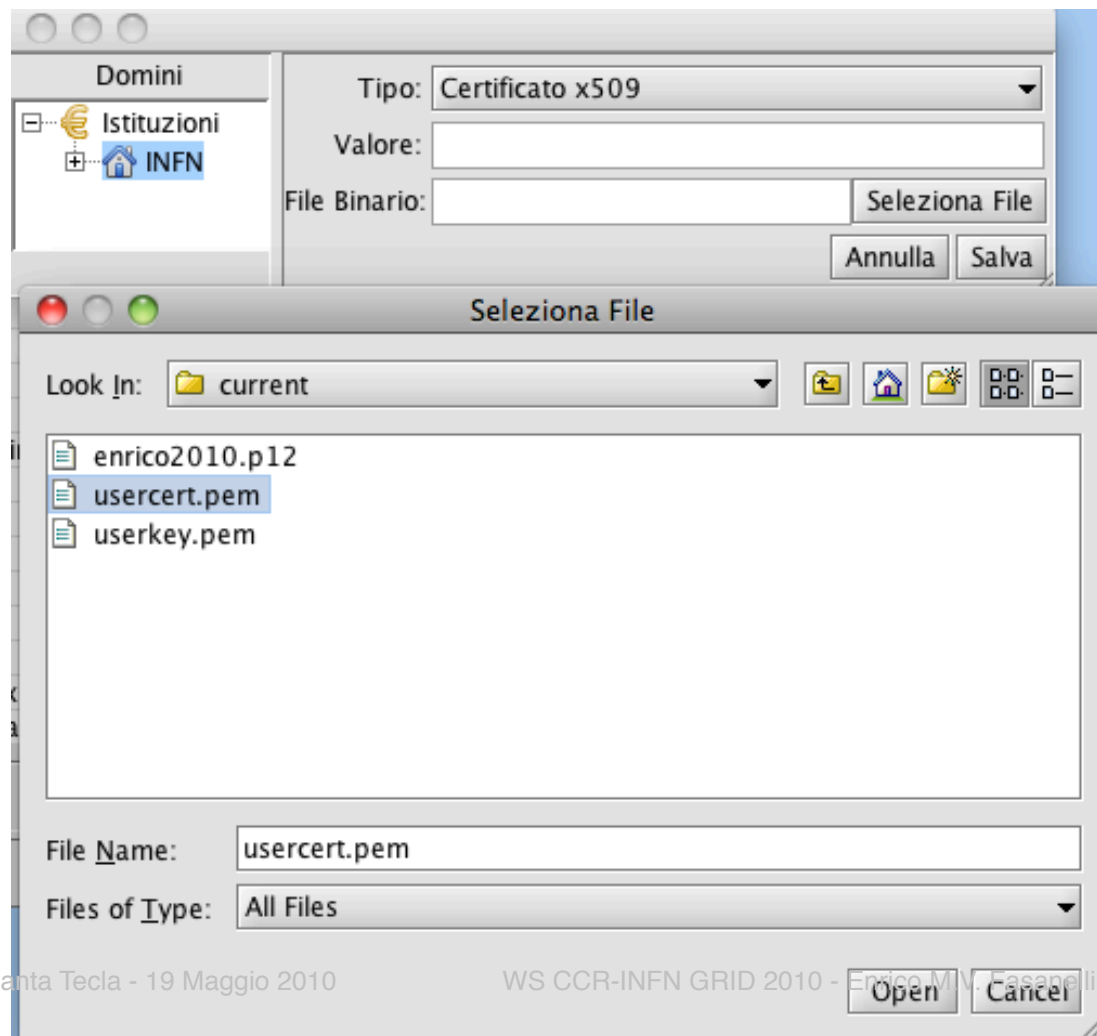 Domini
Istituzioni
INFN
Tipo: Certificato x509
Valore:
File Binario: Seleziona File
Annulla Salva
Seleziona File
Look In: current
enrico2010.p12
usercert.pem
userkey.pem
File Name: usercert.pem
Files of Type: All Files
anta Tecla - 19 Maggio 2010 WS CCR-INFN GRID 2010 - Enrico M.V. Fasanelli
Open Cancel